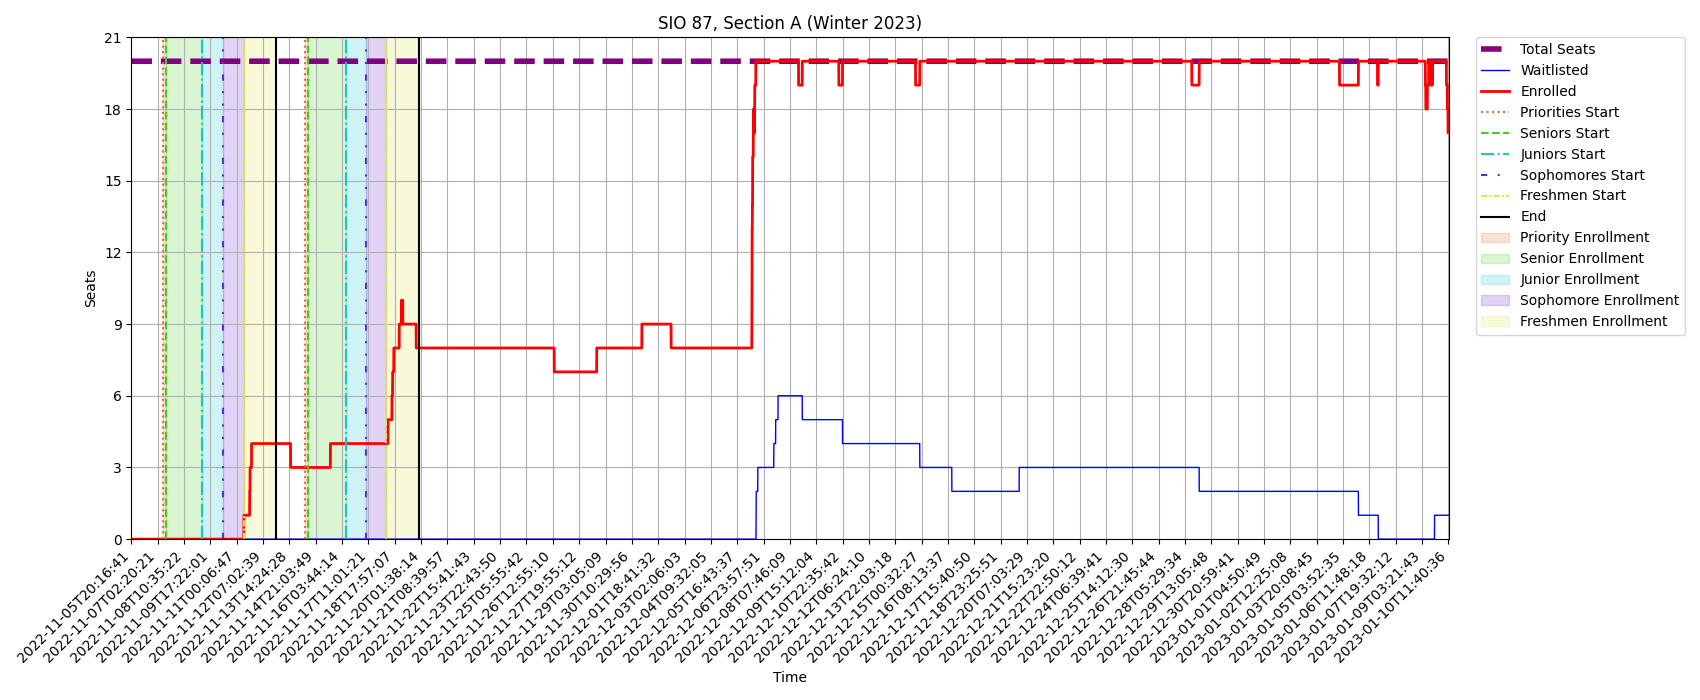 SIO 87, Section A (Winter 2023)
21
18
15
12
9
6
3
0
Seats
2022-11-05T20:16:41
2022-11-07T02:20:21
2022-11-08T10:35:22
2022-11-09T17:22:01
2022-11-11T00:06:47
2022-11-12T07:02:39
2022-11-13T14:24:28
2022-11-14T21:03:49
2022-11-16T03:44:14
2022-11-17T11:01:21
2022-11-18T17:57:07
2022-11-20T01:38:14
2022-11-21T08:39:57
2022-11-22T15:41:43
2022-11-23T22:43:50
2022-11-25T05:55:42
2022-11-26T12:55:10
2022-11-27T19:55:12
2022-11-29T03:05:09
2022-11-30T10:29:56
2022-12-01T18:41:32
2022-12-03T02:06:03
2022-12-04T09:32:05
2022-12-05T16:43:37
2022-12-06T23:57:51
2022-12-08T07:46:09
2022-12-09T15:12:04
2022-12-10T22:35:42
2022-12-12T06:24:10
2022-12-13T15:22:03:18
2022-12-15T00:32:27
2022-12-16T08:13:37
2022-12-17T15:40:50
2022-12-18T23:25:51
2022-12-20T07:03:29
2022-12-21T15:23:20
2022-12-22T22:50:12
2022-12-24T06:39:41
2022-12-25T14:12:30
2022-12-26T21:45:44
2022-12-28T05:29:34
2022-12-29T13:05:48
2022-12-30T20:59:41
2023-01-01T04:50:49
2023-01-02T12:25:08
2023-01-03T20:08:45
2023-01-05T03:52:35
2023-01-06T11:48:18
2023-01-07T19:32:12
2023-01-09T03:21:43
2023-01-10T11:40:36
Time
Total Seats
Waitlisted
Enrolled
Priorities Start
Seniors Start
Juniors Start
Sophomores Start
Freshmen Start
End
Priority Enrollment
Senior Enrollment
Junior Enrollment
Sophomore Enrollment
Freshmen Enrollment